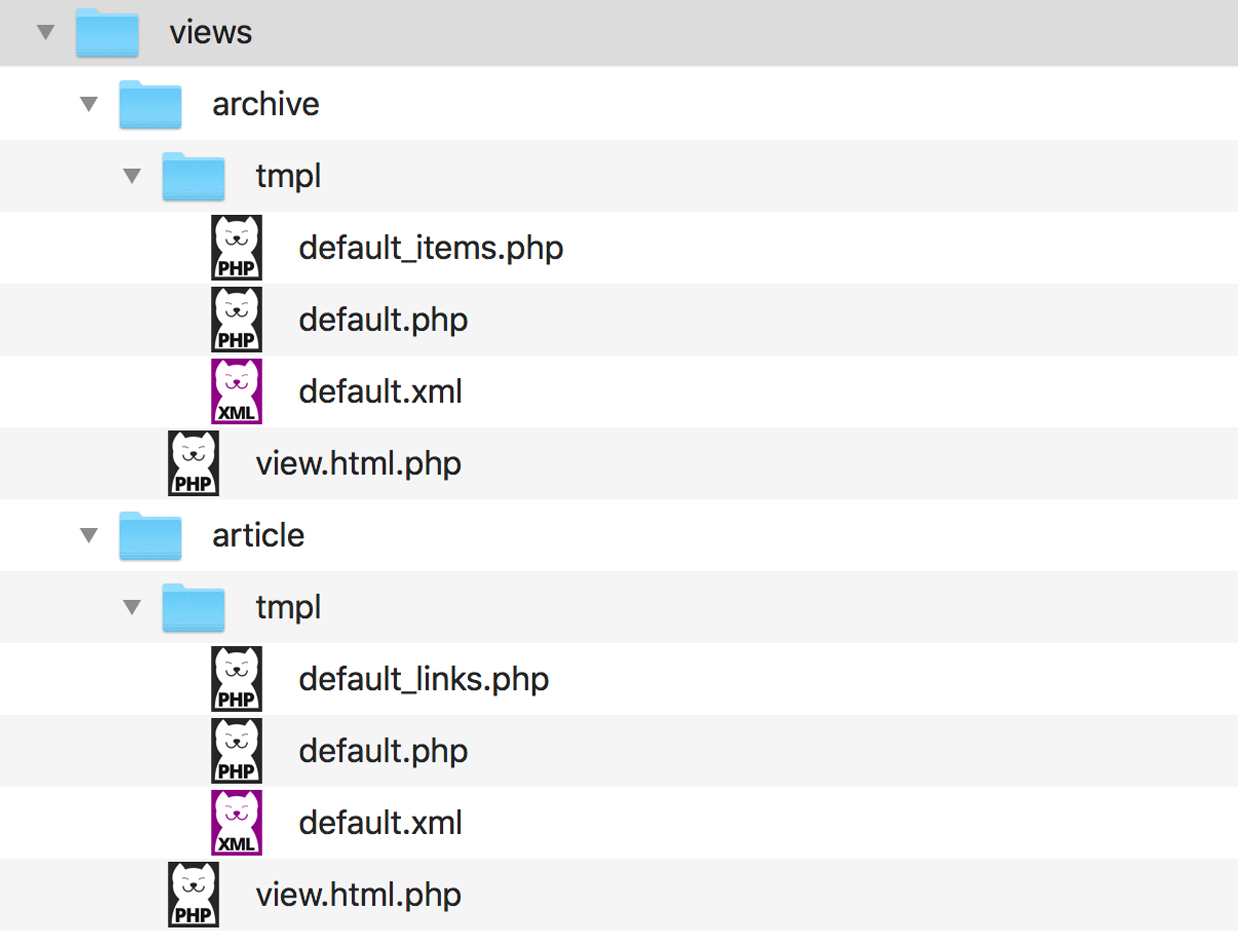 views
archive
tmpl
PHP default_items.php
PHP default.php
XML default.xml
PHP view.html.php
article
tmpl
PHP default_links.php
PHP default.php
XML default.xml
PHP view.html.php